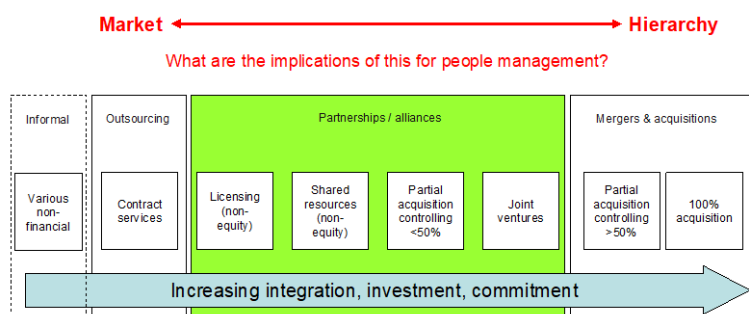 Market
Hierarchy
What are the implications of this for people management?
Informal
Outsourcing
Partnerships / alliances
Mergers & acquisitions
Various
non-
financial
Contract
services
Licensing
(non-
equity)
Shared
resources
(non-
equity)
Partial
acquisition
controlling
<50%
Joint
ventures
Partial
acquisition
controlling
>50%
100%
acquisition
Increasing integration, investment, commitment